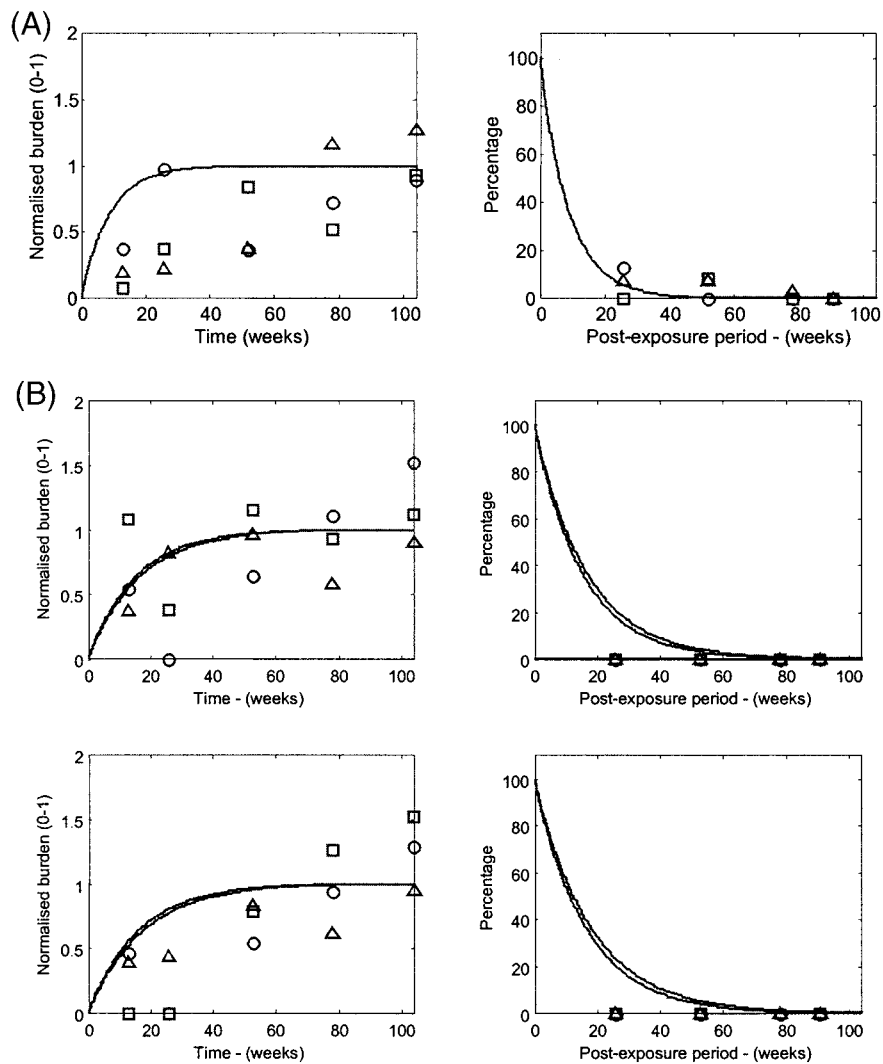 (A)
Normalised burden (0-1)
2
1.5
1
0.5
0
0 20 40 60 80 100
Time (weeks)
Percentage
100
80
60
40
20
0
0 20 40 60 80 100
Post-exposure period - (weeks)
(B)
Normalised burden (0-1)
2
1.5
1
0.5
0
0 20 40 60 80 100
Time - (weeks)
Percentage
100
80
60
40
20
0
0 20 40 60 80 100
Post-exposure period - (weeks)
Normalised burden (0-1)
2
1.5
1
0.5
0
0 20 40 60 80 100
Time - (weeks)
Percentage
100
80
60
40
20
0
0 20 40 60 80 100
Post-exposure period - (weeks)